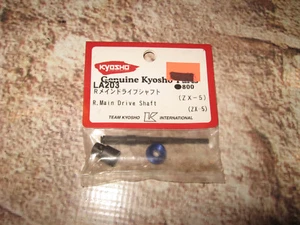 KYOSHO
Genuine Kyosho
LA203
●800
Rメインドライブシャフト
(ZX-5)
R.Main Drive Shaft
(ZX-5)
TEAM KYOSHO K INTERNATIONAL